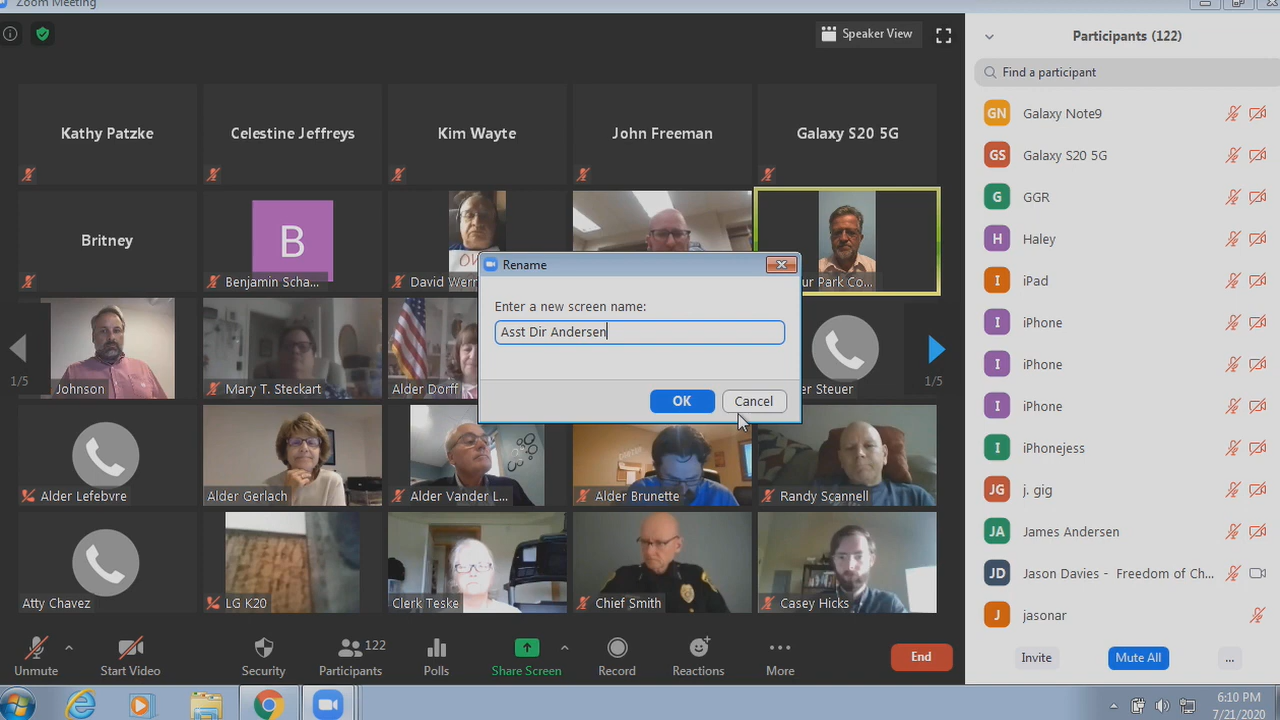 Zoom Meeting
Speaker View
Participants (122)
Find a participant
Kathy Patzke
Celestine Jeffreys
Kim Wayte
John Freeman
Galaxy S20 5G
Britney
B
Benjamin Scha...
David Wern
ur Park Co...
Rename
Enter a new screen name:
Asst Dir Andersen
OK
Cancel
1/5
Johnson
Mary T. Steckart
Alder Dorff
er Steuer
1/5
Alder Lefebvre
Alder Gerlach
Alder Vander L...
Alder Brunette
Randy Scannell
Atty Chavez
LG K20
Clerk Teske
Chief Smith
Casey Hicks
GN Galaxy Note9
GS Galaxy S20 5G
G GGR
H Haley
I iPad
I iPhone
I iPhone
I iPhone
I iPhonejess
JG j. gig
JA James Andersen
JD Jason Davies - Freedom of Ch...
J jasonar
Unmute
Start Video
Security
122
Participants
Polls
Share Screen
Record
Reactions
More
End
Invite
Mute All
...
6:10 PM
7/21/2020